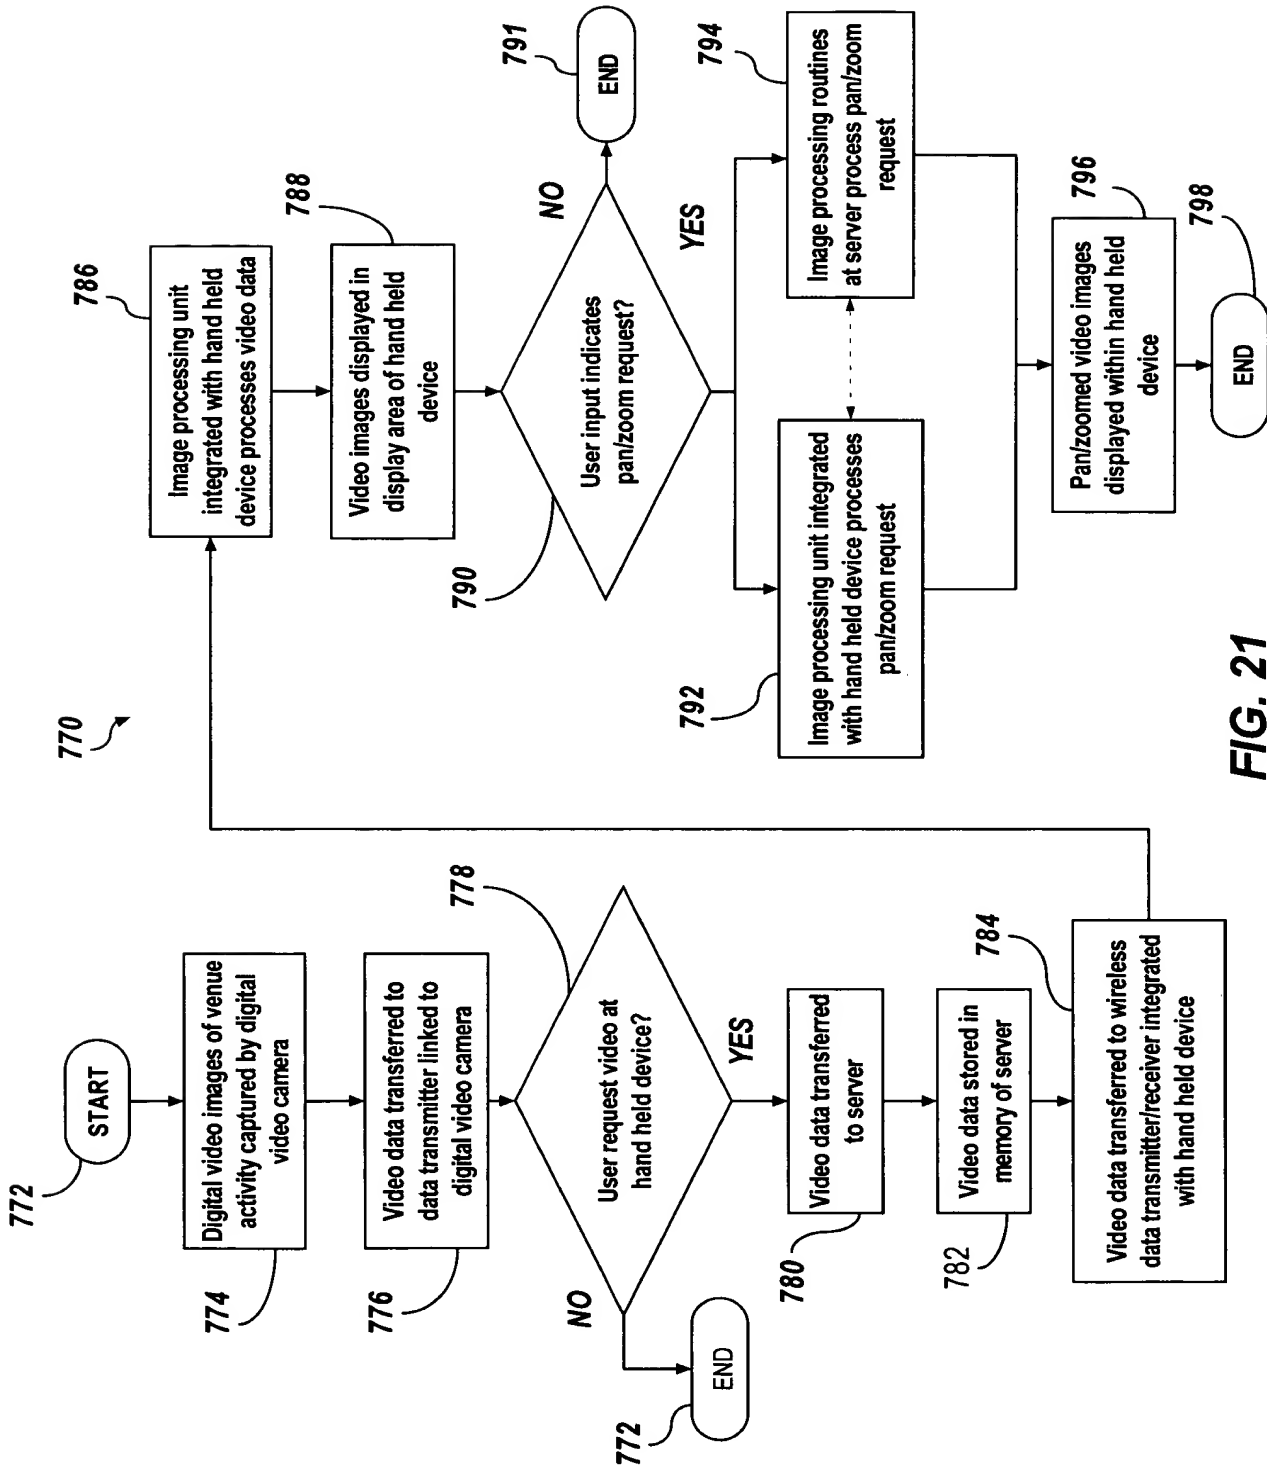 770
772
START
774
Digital video images of venue
activity captured by digital
video camera
776
Video data transferred to
data transmitter linked to
digital video camera
778
User request video at
hand held device?
NO
772
END
YES
780
Video data transferred
to server
782
Video data stored in
memory of server
784
Video data transferred to wireless
data transmitter/receiver integrated
with hand held device
786
Image processing unit
integrated with hand held
device processes video data
788
Video images displayed in
display area of hand held
device
790
User input indicates
pan/zoom request?
NO
791
END
YES
792
Image processing unit integrated
with hand held device processes
pan/zoom request
794
Image processing routines
at server process pan/zoom
request
796
Pan/zoomed video images
displayed within hand held
device
798
END
FIG. 21